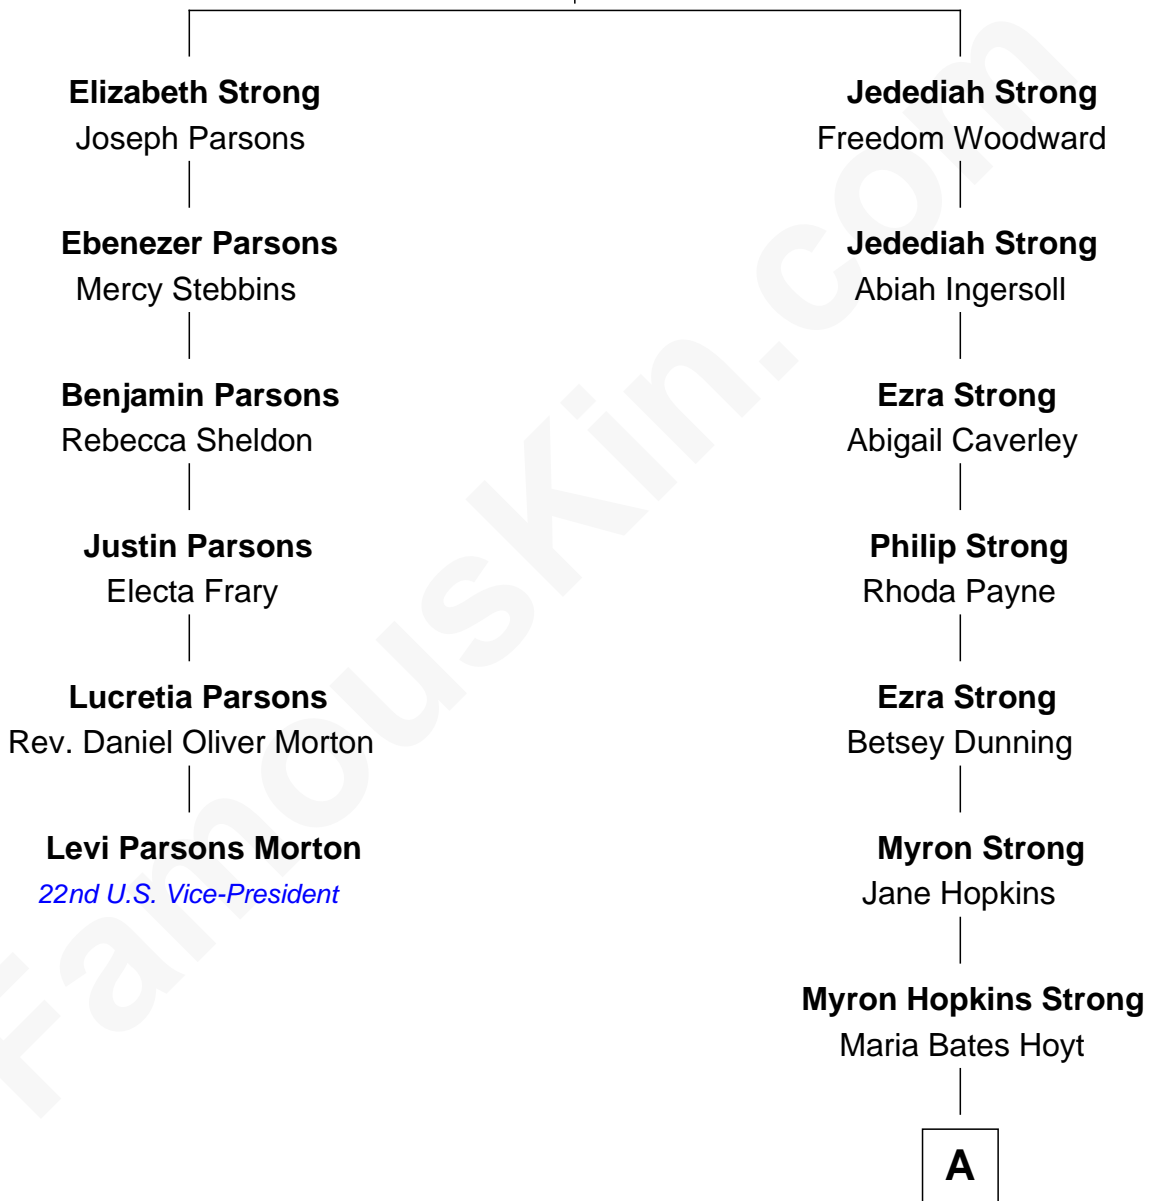 Elizabeth Strong
Joseph Parsons
Ebenezer Parsons
Mercy Stebbins
Benjamin Parsons
Rebecca Sheldon
Justin Parsons
Electa Frary
Lucretia Parsons
Rev. Daniel Oliver Morton
Levi Parsons Morton
22nd U.S. Vice-President
Jedediah Strong
Freedom Woodward
Jedediah Strong
Abiah Ingersoll
Ezra Strong
Abigail Caverley
Philip Strong
Rhoda Payne
Ezra Strong
Betsey Dunning
Myron Strong
Jane Hopkins
Myron Hopkins Strong
Maria Bates Hoyt
A
FamousKin.com